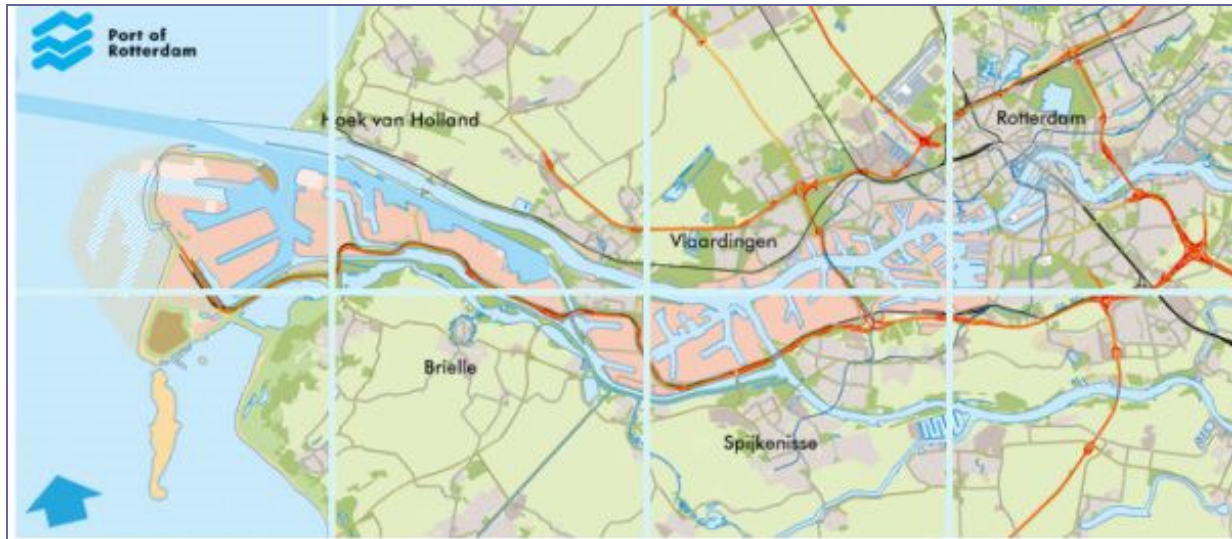 Port of
Rotterdam
Hoek van Holland
Rotterdam
Vlaardingen
Brielle
Spijkenisse